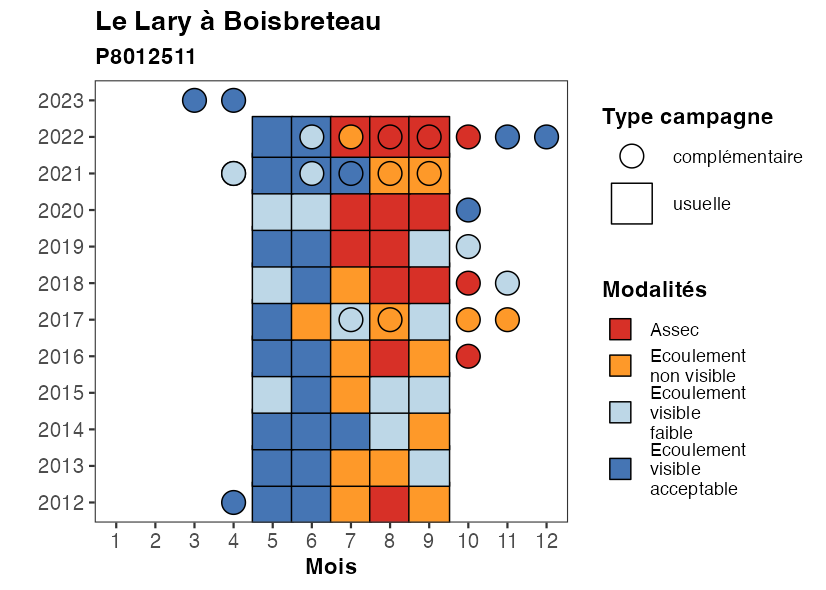 Le Lary à Boisbreteau
P8012511
2023
2022
2021
2020
2019
2018
2017
2016
2015
2014
2013
2012
1 2 3 4 5 6 7 8 9 10 11 12
Mois
Type campagne
complémentaire
usuelle
Modalités
Assec
Ecoulement
non visible
Ecoulement
visible
faible
Ecoulement
visible
acceptable